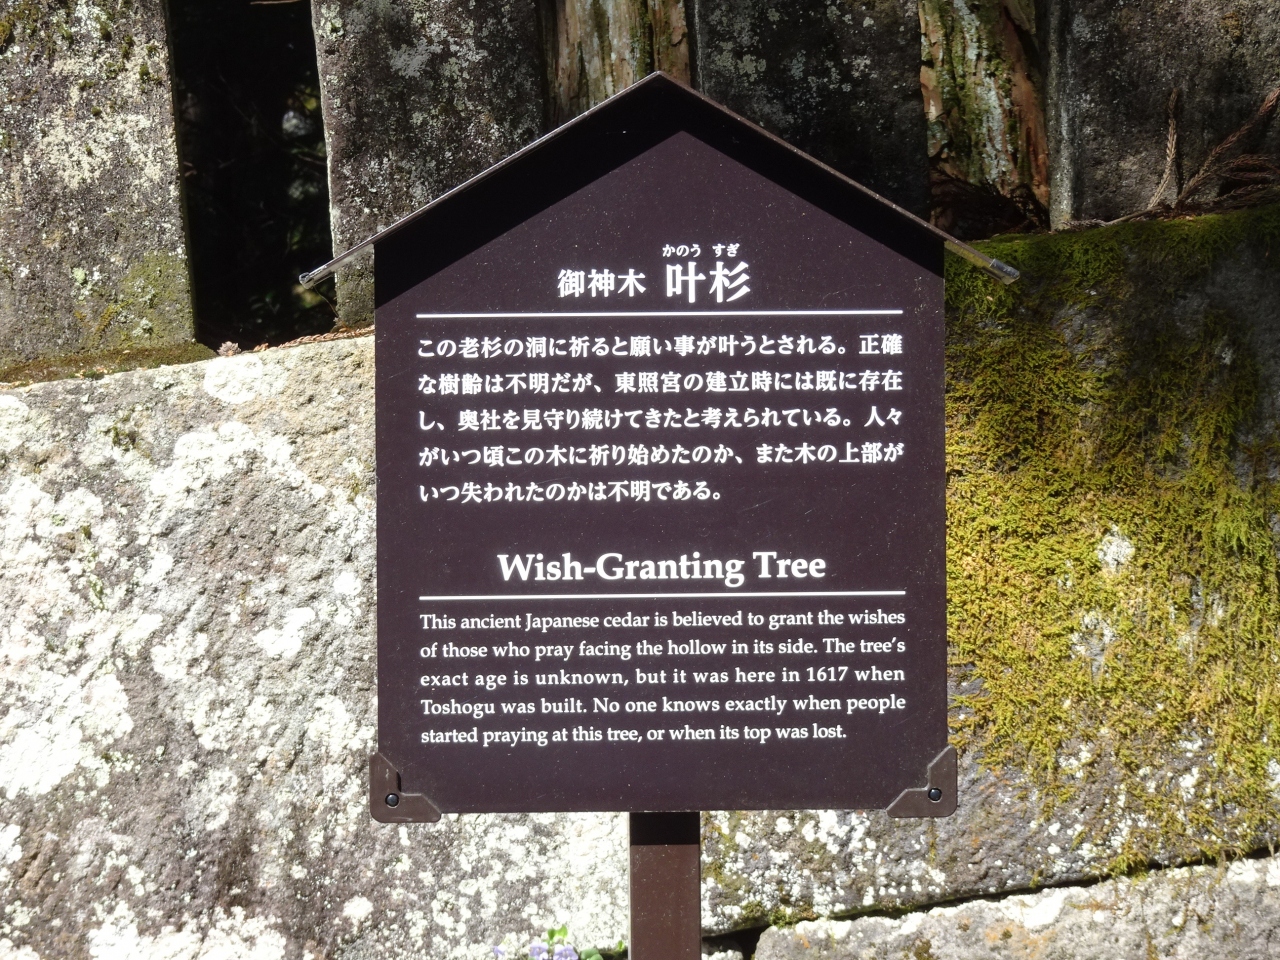 かのう すぎ
御神木 叶杉
この老杉の洞に祈ると願い事が叶うとされる。正確
な樹齢は不明だが、東照宮の建立時には既に存在
し、奥社を見守り続けてきたと考えられている。人々
がいつ頃この木に祈り始めたのか、また木の上部が
いつ失われたのかは不明である。
Wish-Granting Tree
This ancient Japanese cedar is believed to grant the wishes
of those who pray facing the hollow in its side. The tree’s
exact age is unknown, but it was here in 1617 when
Toshogu was built. No one knows exactly when people
started praying at this tree, or when its top was lost.